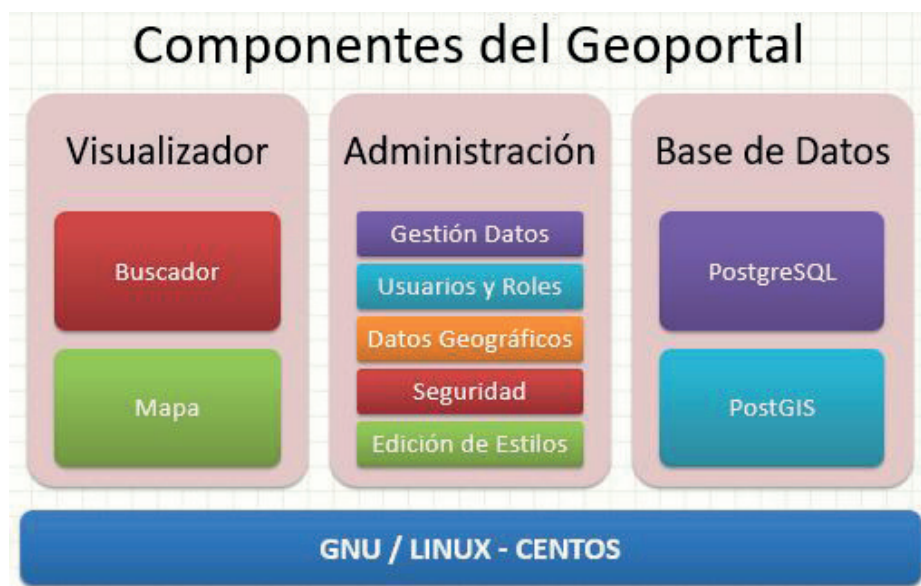 Componentes del Geoportal
Visualizador
Buscador
Mapa
Administración
Gestión Datos
Usuarios y Roles
Datos Geográficos
Seguridad
Edición de Estilos
Base de Datos
PostgreSQL
PostGIS
GNU / LINUX - CENTOS